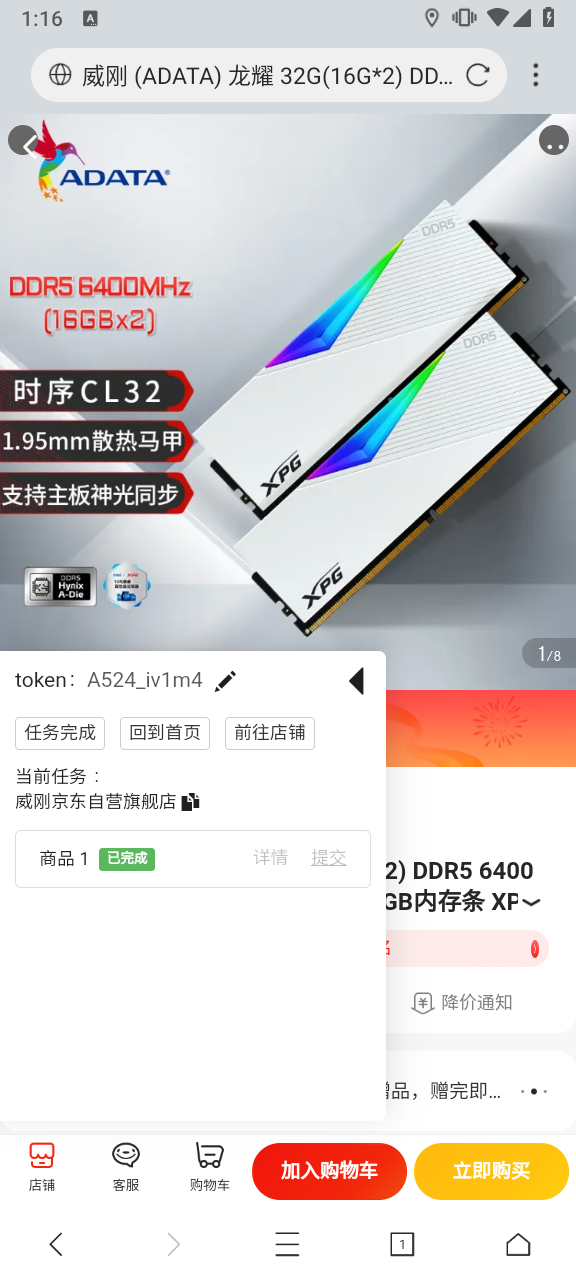 1:16
A
威刚 (ADATA) 龙耀 32G(16G*2) DD...
ADATA
DDR5 6400MHz
(16GBx2)
时序CL32
1.95mm散热马甲
支持主板神光同步
DDR5
DDR5
XPG
XPG
DDR5
Hynix
A-Die
1/8
token: A524_iv1m4
任务完成 回到首页 前往店铺
当前任务：
威刚京东自营旗舰店
商品 1 已完成 详情 提交
2) DDR5 6400
GB内存条 XP
名
降价通知
赠品，赠完即...
店铺 客服 购物车 加入购物车 立即购买
1